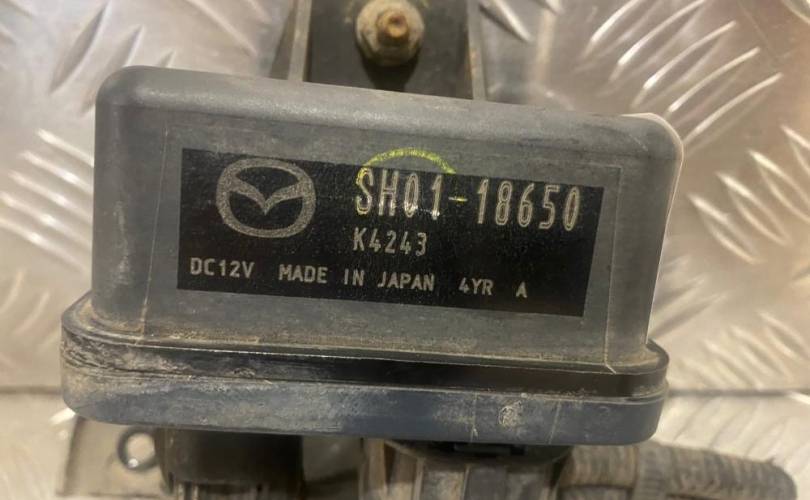 SH01-18650
K4243
DC12V MADE IN JAPAN 4YR A